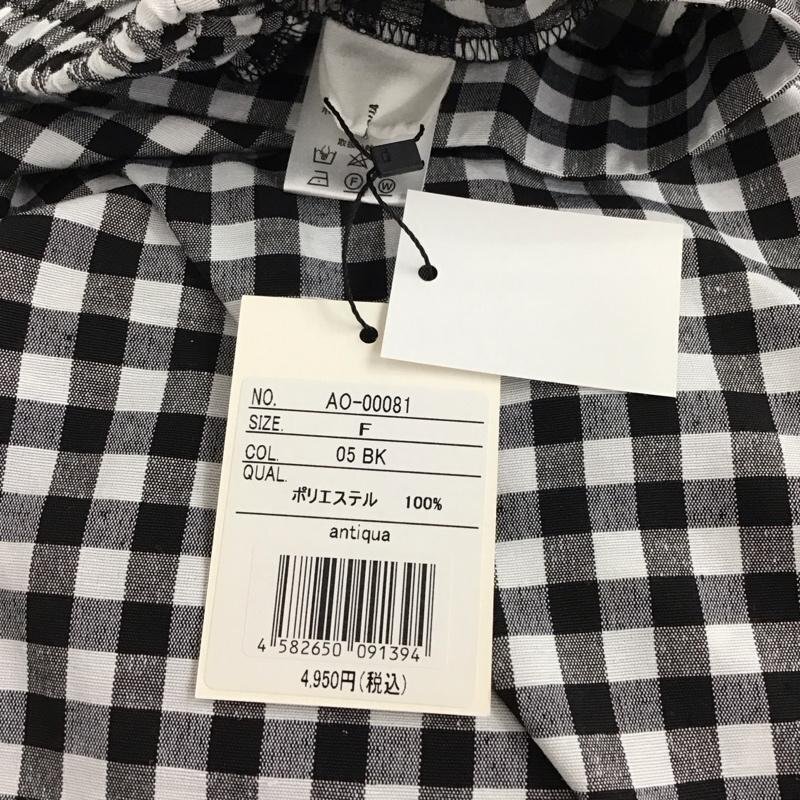 NO. AO-00081
SIZE. F
COL. 05 BK
QUAL.
ポリエステル 100%
antiqua
4 582650 091394
4,950円(税込)
F W